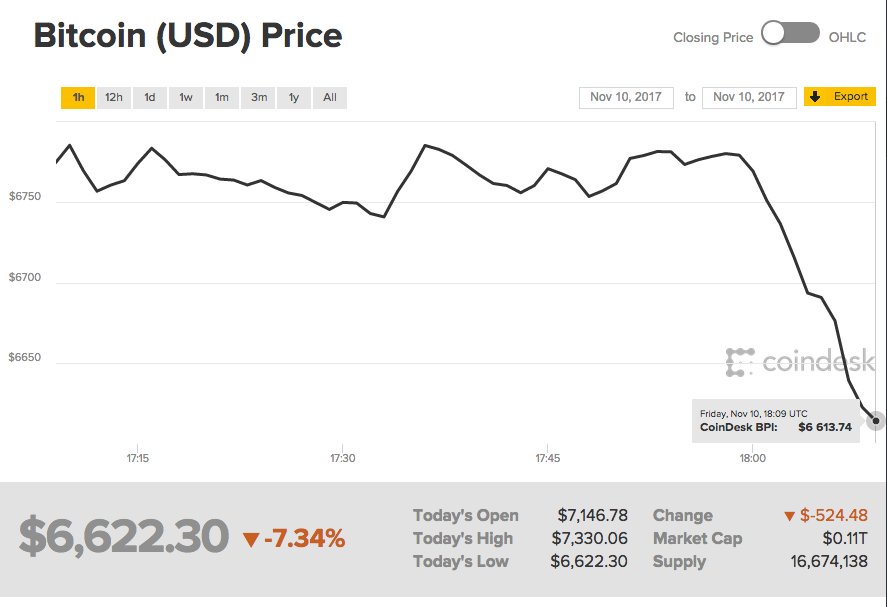 Bitcoin (USD) Price
Closing Price OHLC
1h 12h 1d 1w 1m 3m 1y All
Nov 10, 2017 to Nov 10, 2017 Export
$6750
$6700
$6650
coindesk
Friday, Nov 10, 18:09 UTC
CoinDesk BPI: $6 613.74
17:15 17:30 17:45 18:00
$6,622.30 ▼ -7.34%
Today's Open $7,146.78 Change ▼ $-524.48
Today's High $7,330.06 Market Cap $0.11T
Today's Low $6,622.30 Supply 16,674,138